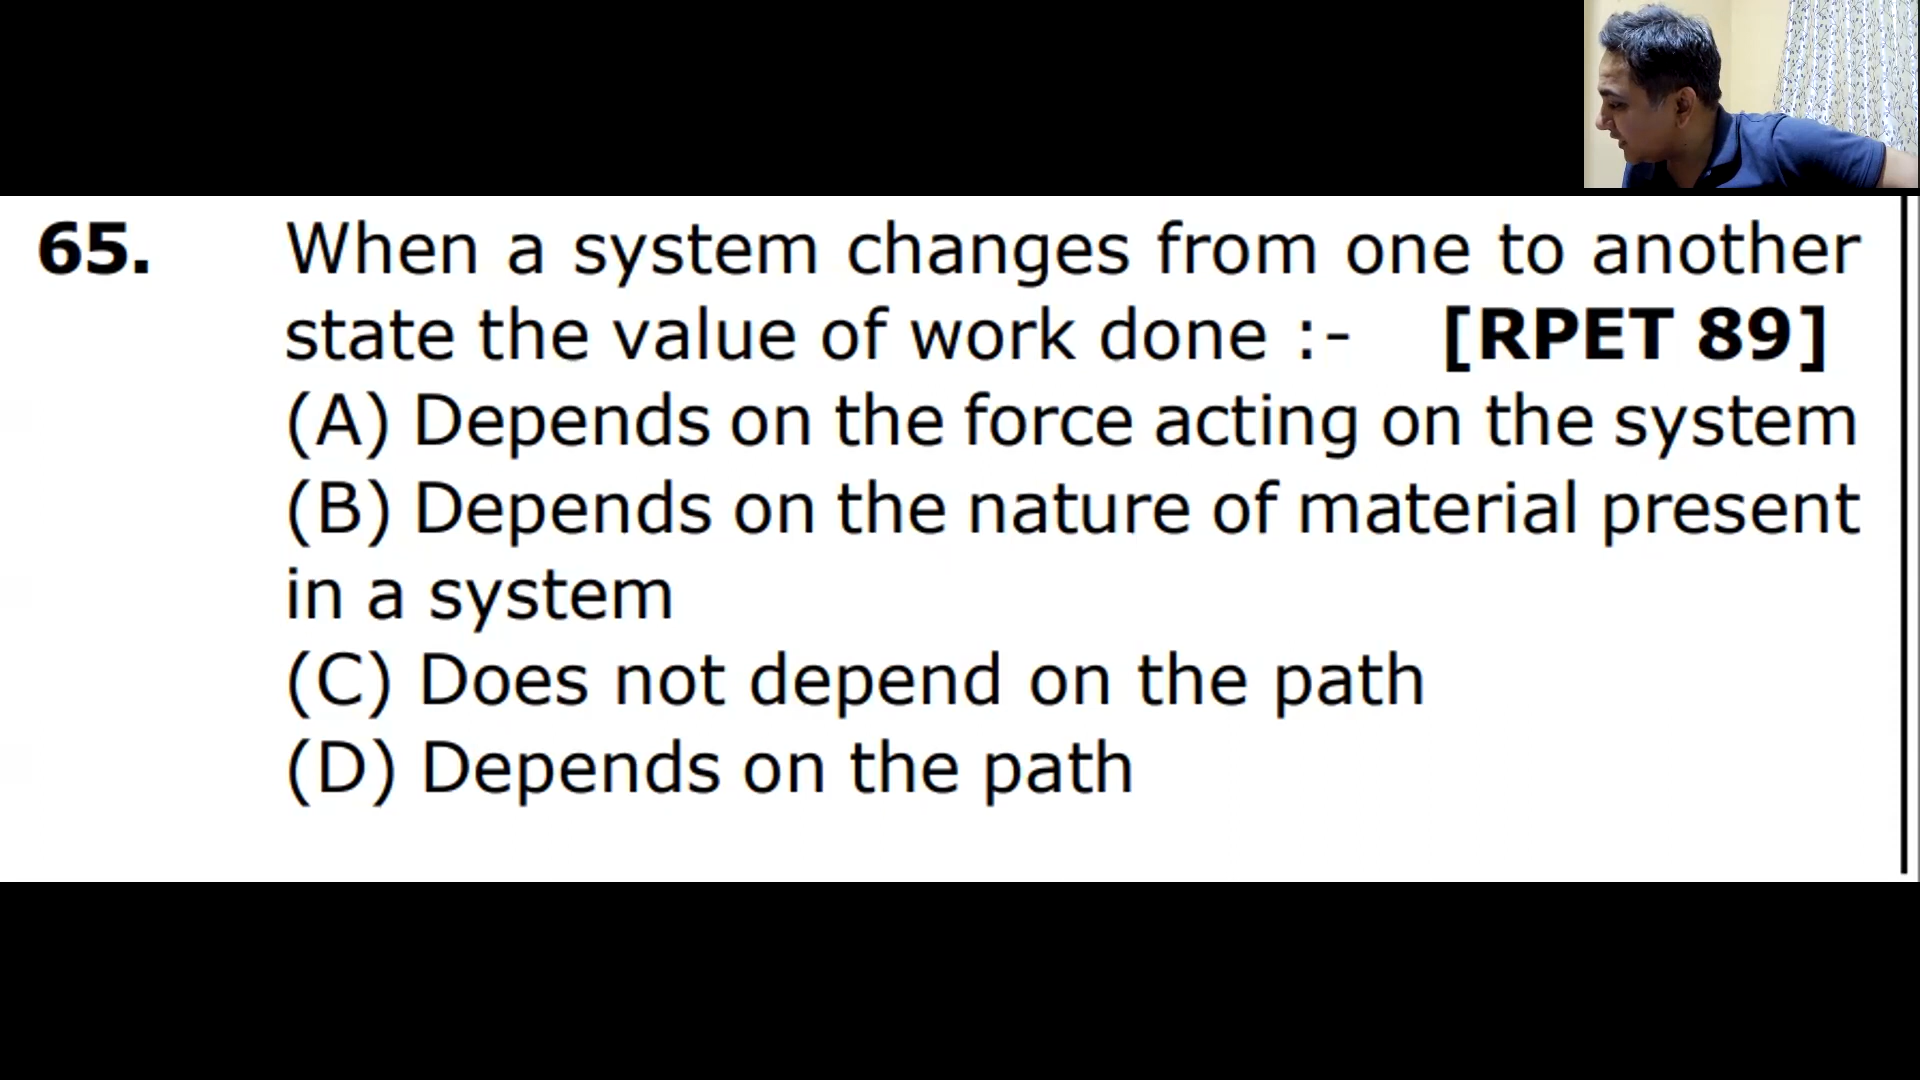 65. When a system changes from one to another
state the value of work done :- [RPET 89]
(A) Depends on the force acting on the system
(B) Depends on the nature of material present
in a system
(C) Does not depend on the path
(D) Depends on the path